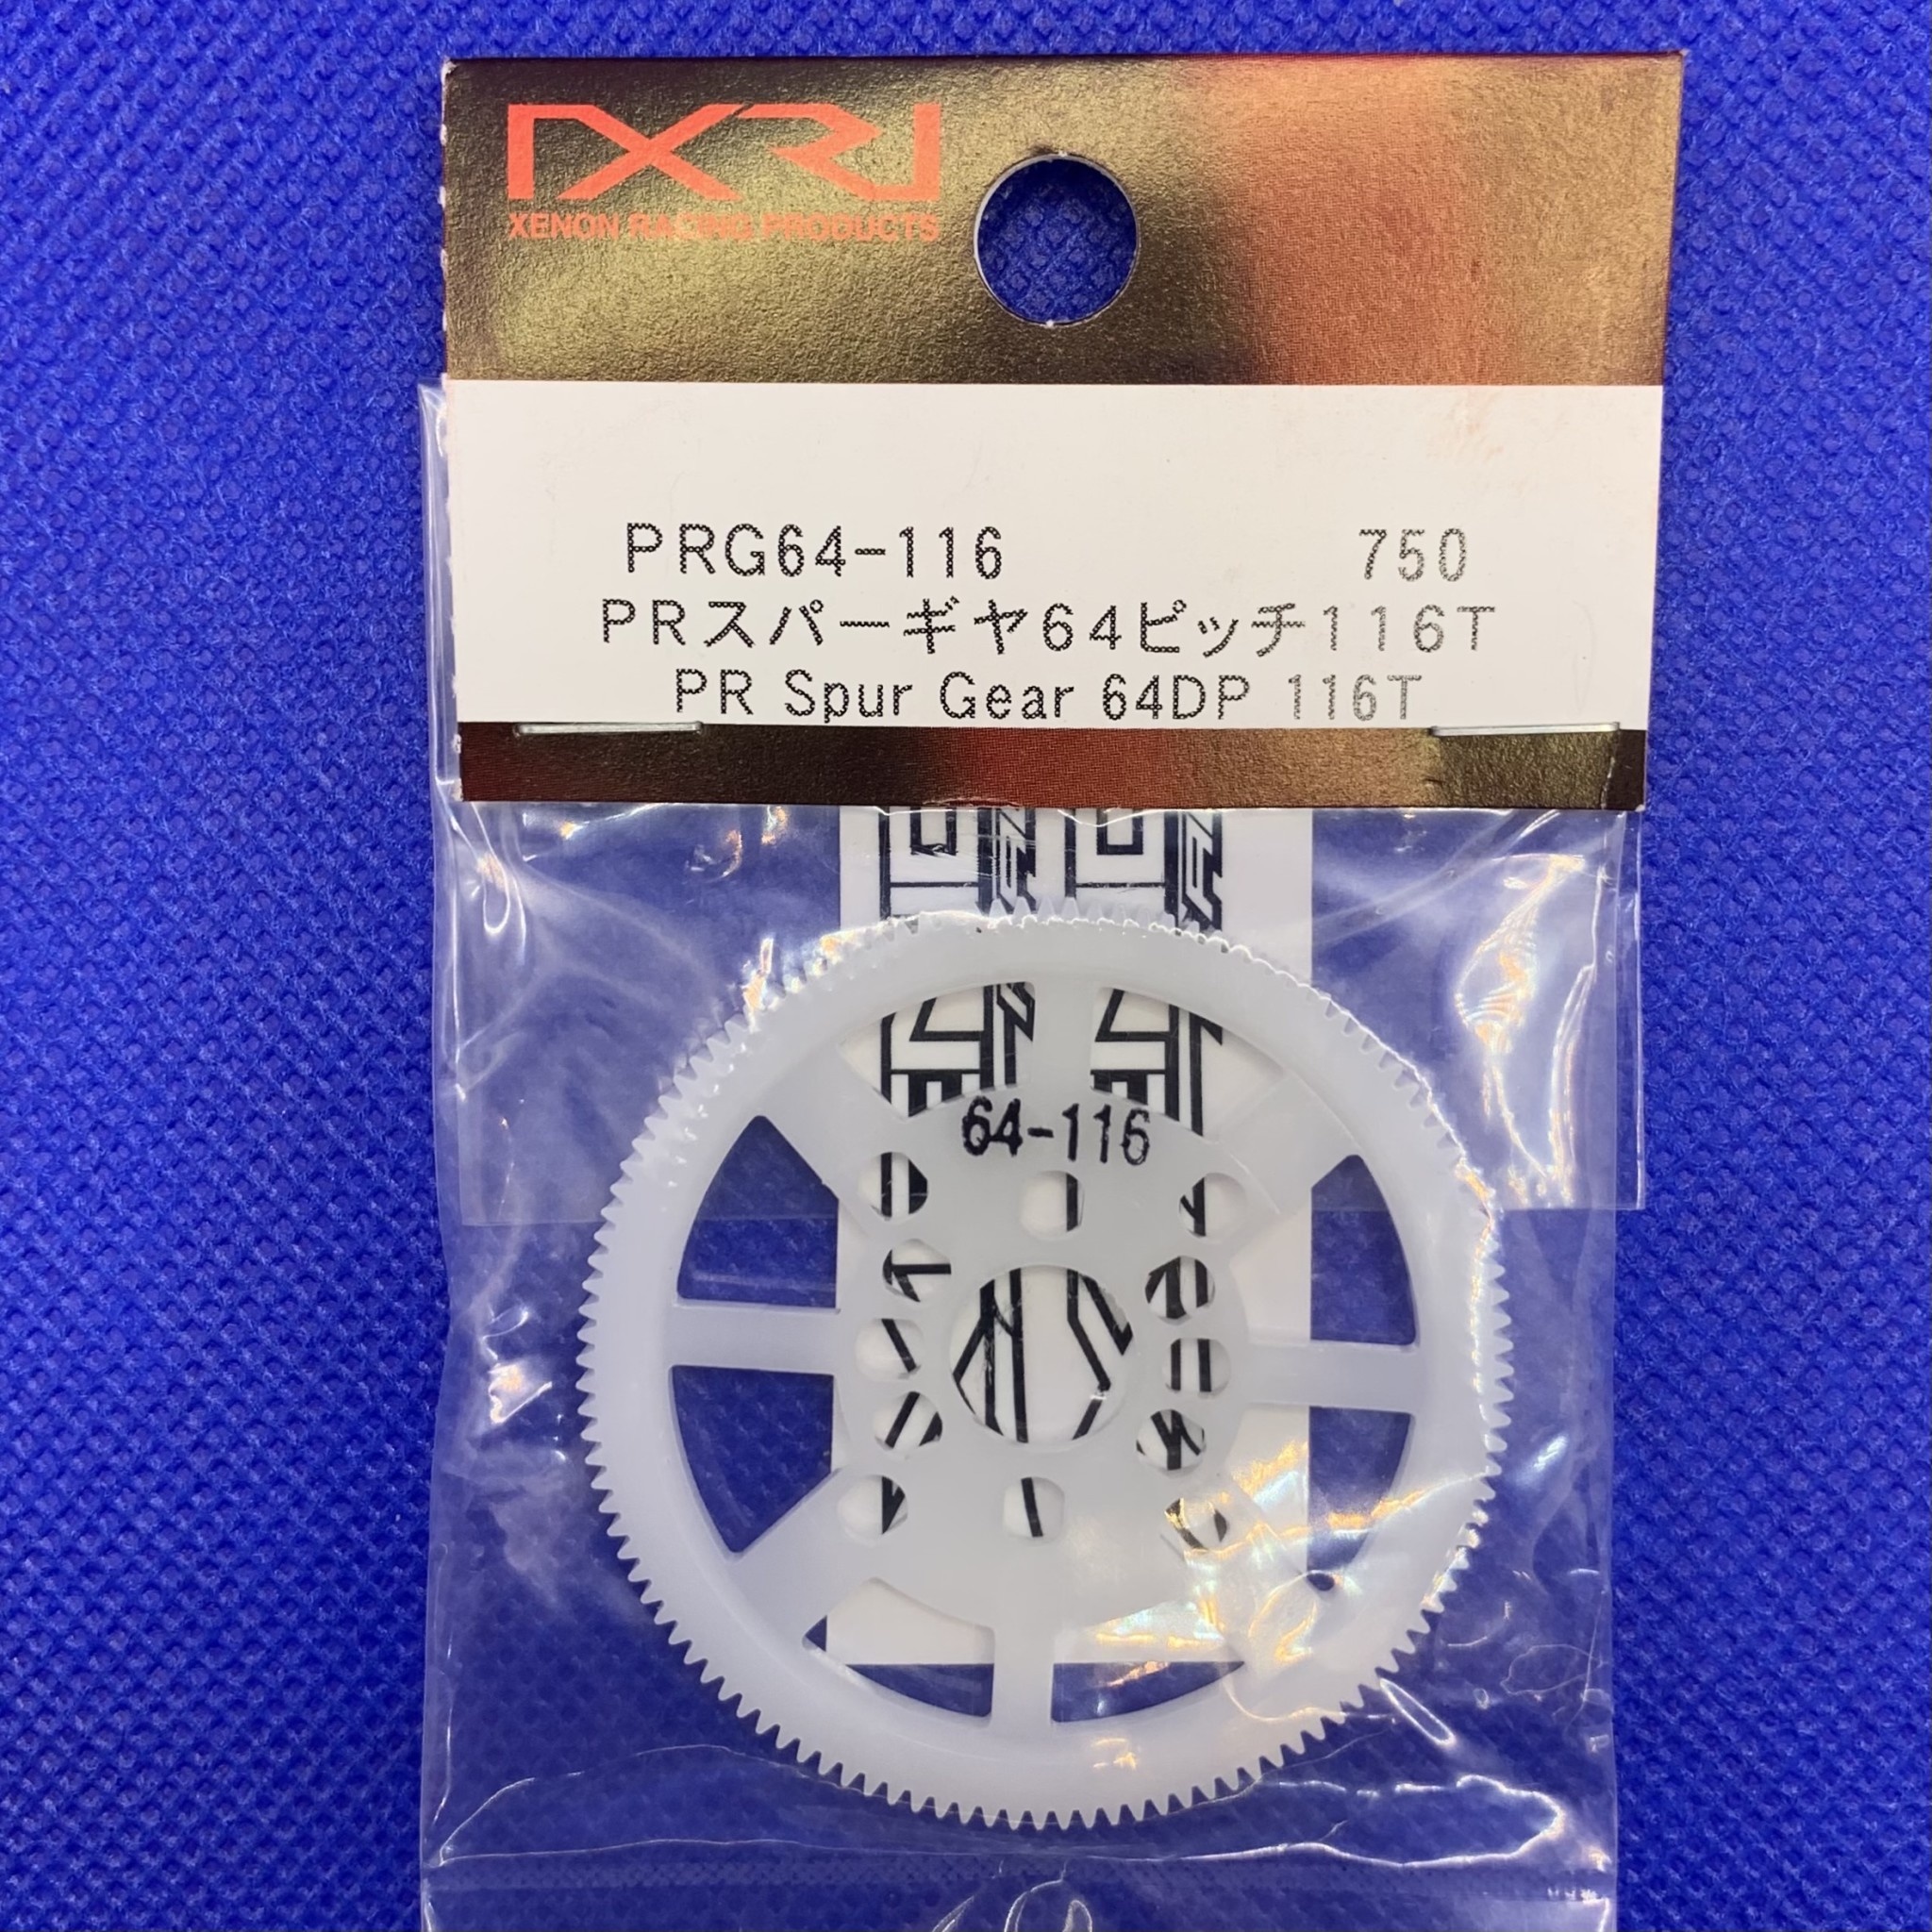 XENON RACING PRODUCTS
PRG64-116 750
PRスパーギヤ64ピッチ116T
PR Spur Gear 64DP 116T
64-116